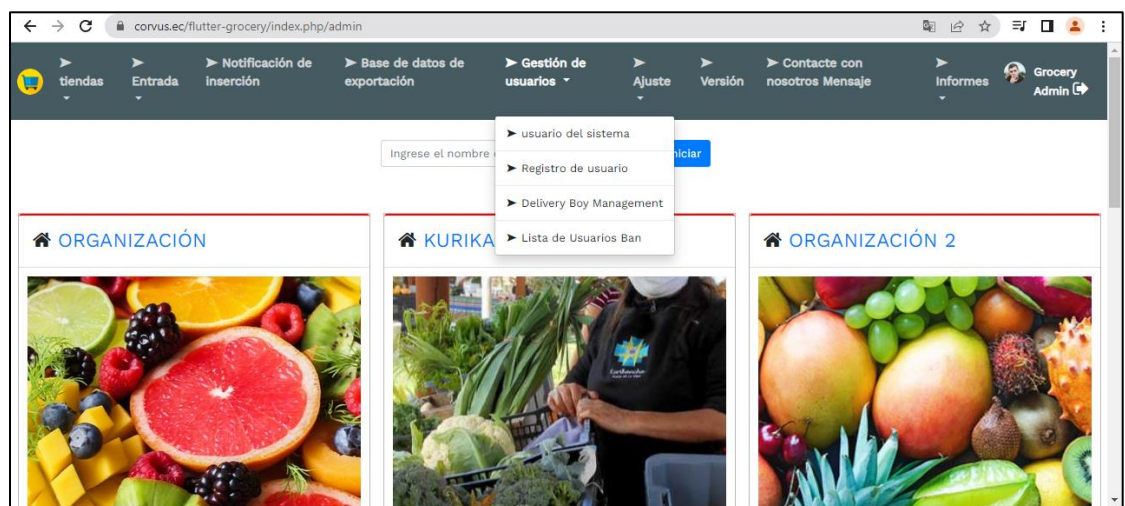 corvus.ec/flutter-grocery/index.php/admin
➤ tiendas
➤ Entrada
➤ Notificación de
inserción
➤ Base de datos de
exportación
➤ Gestión de
usuarios
➤ Ajuste
➤ Versión
➤ Contacte con
nosotros Mensaje
➤ Informes
Grocery
Admin
Ingrese el nombre
➤ usuario del sistema
➤ Registro de usuario
➤ Delivery Boy Management
➤ Lista de Usuarios Ban
ORGANIZACIÓN
ORGANIZACIÓN 2